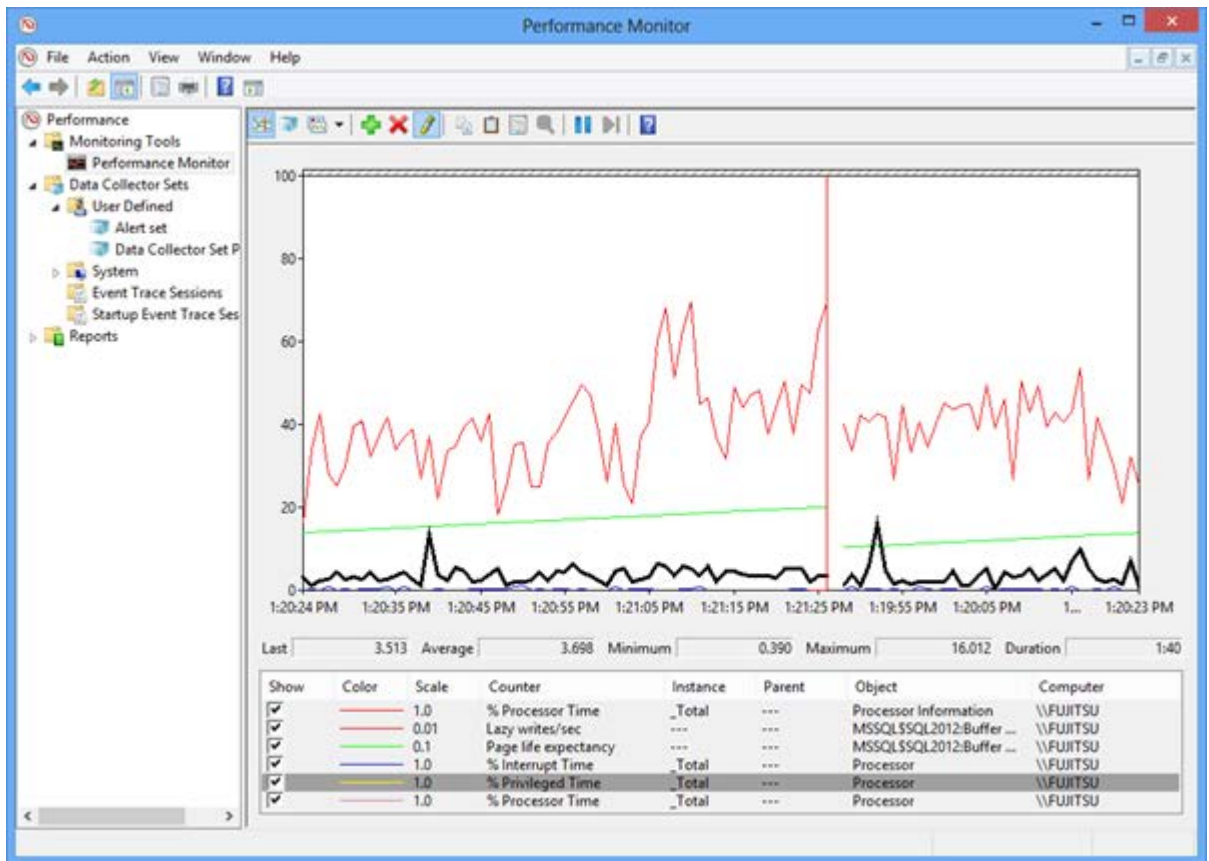 Performance Monitor
File Action View Window Help
Performance
Monitoring Tools
Performance Monitor
Data Collector Sets
User Defined
Alert set
Data Collector Set P
System
Event Trace Sessions
Startup Event Trace Ses
Reports
100
80
60
40
20
0
1:20:24 PM 1:20:35 PM 1:20:45 PM 1:20:55 PM 1:21:05 PM 1:21:15 PM 1:21:25 PM 1:19:55 PM 1:20:05 PM 1... 1:20:23 PM
Last 3.513 Average 3.698 Minimum 0.390 Maximum 16.012 Duration 1:40
Show Color Scale Counter Instance Parent Object Computer
1.0 % Processor Time _Total --- Processor Information \\FUJITSU
0.01 Lazy writes/sec --- --- MSSQL$SQL2012:Buffer ... \\FUJITSU
0.1 Page life expectancy --- --- MSSQL$SQL2012:Buffer ... \\FUJITSU
1.0 % Interrupt Time _Total --- Processor \\FUJITSU
1.0 % Privileged Time _Total --- Processor \\FUJITSU
1.0 % Processor Time _Total --- Processor \\FUJITSU